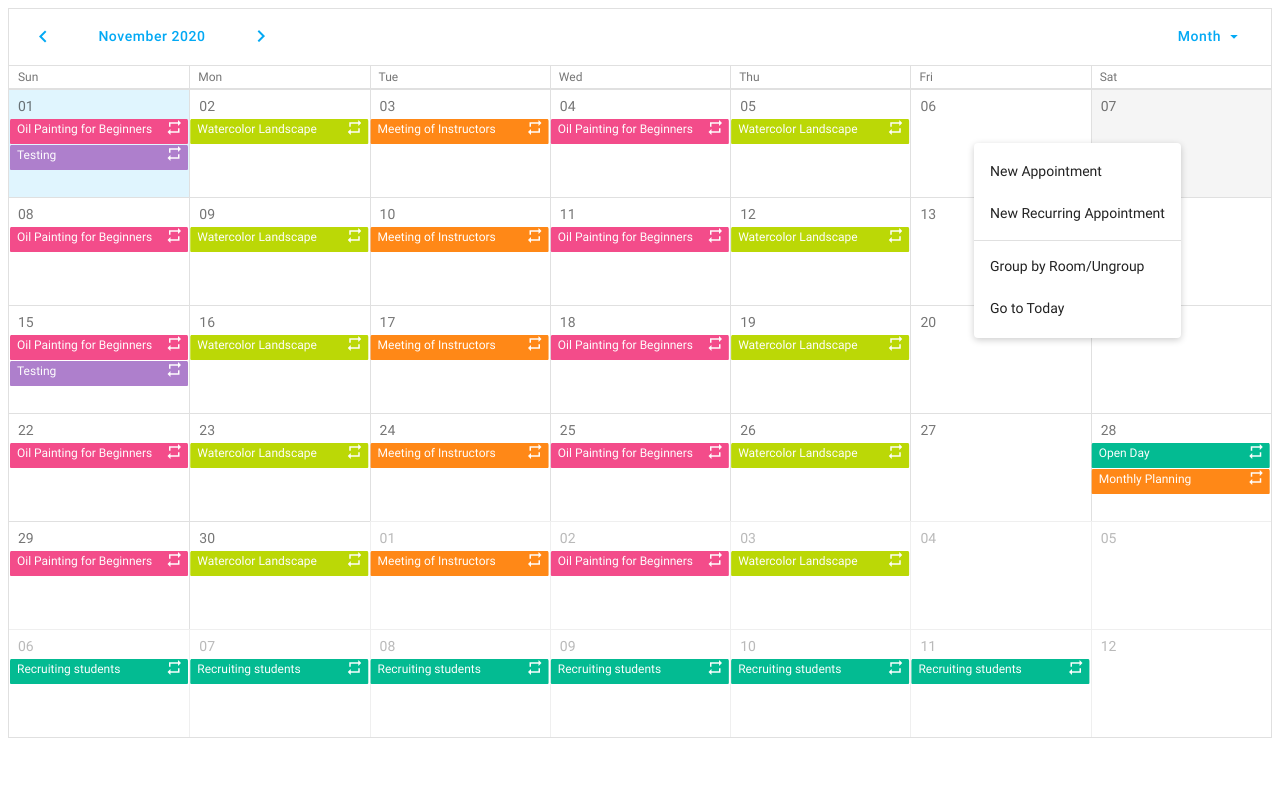 November 2020
Month
Sun Mon Tue Wed Thu Fri Sat
01 02 03 04 05 06 07
Oil Painting for Beginners Watercolor Landscape Meeting of Instructors Oil Painting for Beginners Watercolor Landscape
Testing
New Appointment
New Recurring Appointment
Group by Room/Ungroup
Go to Today
08 09 10 11 12 13
Oil Painting for Beginners Watercolor Landscape Meeting of Instructors Oil Painting for Beginners Watercolor Landscape
15 16 17 18 19 20
Oil Painting for Beginners Watercolor Landscape Meeting of Instructors Oil Painting for Beginners Watercolor Landscape
Testing
22 23 24 25 26 27 28
Oil Painting for Beginners Watercolor Landscape Meeting of Instructors Oil Painting for Beginners Watercolor Landscape Open Day
Monthly Planning
29 30 01 02 03 04 05
Oil Painting for Beginners Watercolor Landscape Meeting of Instructors Oil Painting for Beginners Watercolor Landscape
06 07 08 09 10 11 12
Recruiting students Recruiting students Recruiting students Recruiting students Recruiting students Recruiting students